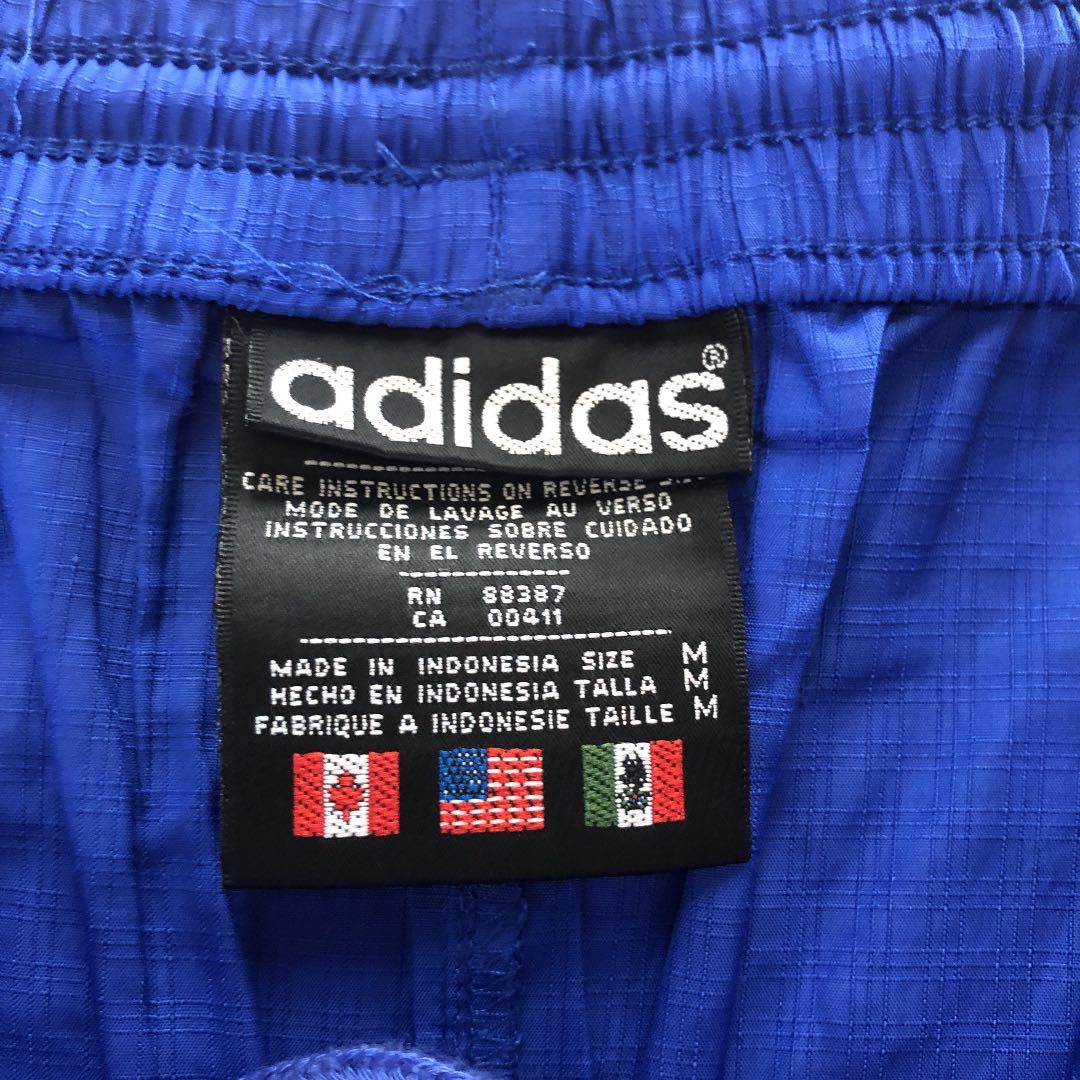 adidas®
CARE INSTRUCTIONS ON REVERSE
MODE DE LAVAGE AU VERSO
INSTRUCCIONES SOBRE CUIDADO
EN EL REVERSO
RN 88387
CA 00411
MADE IN INDONESIA SIZE M
HECHO EN INDONESIA TALLA M
FABRIQUE A INDONESIE TAILLE M